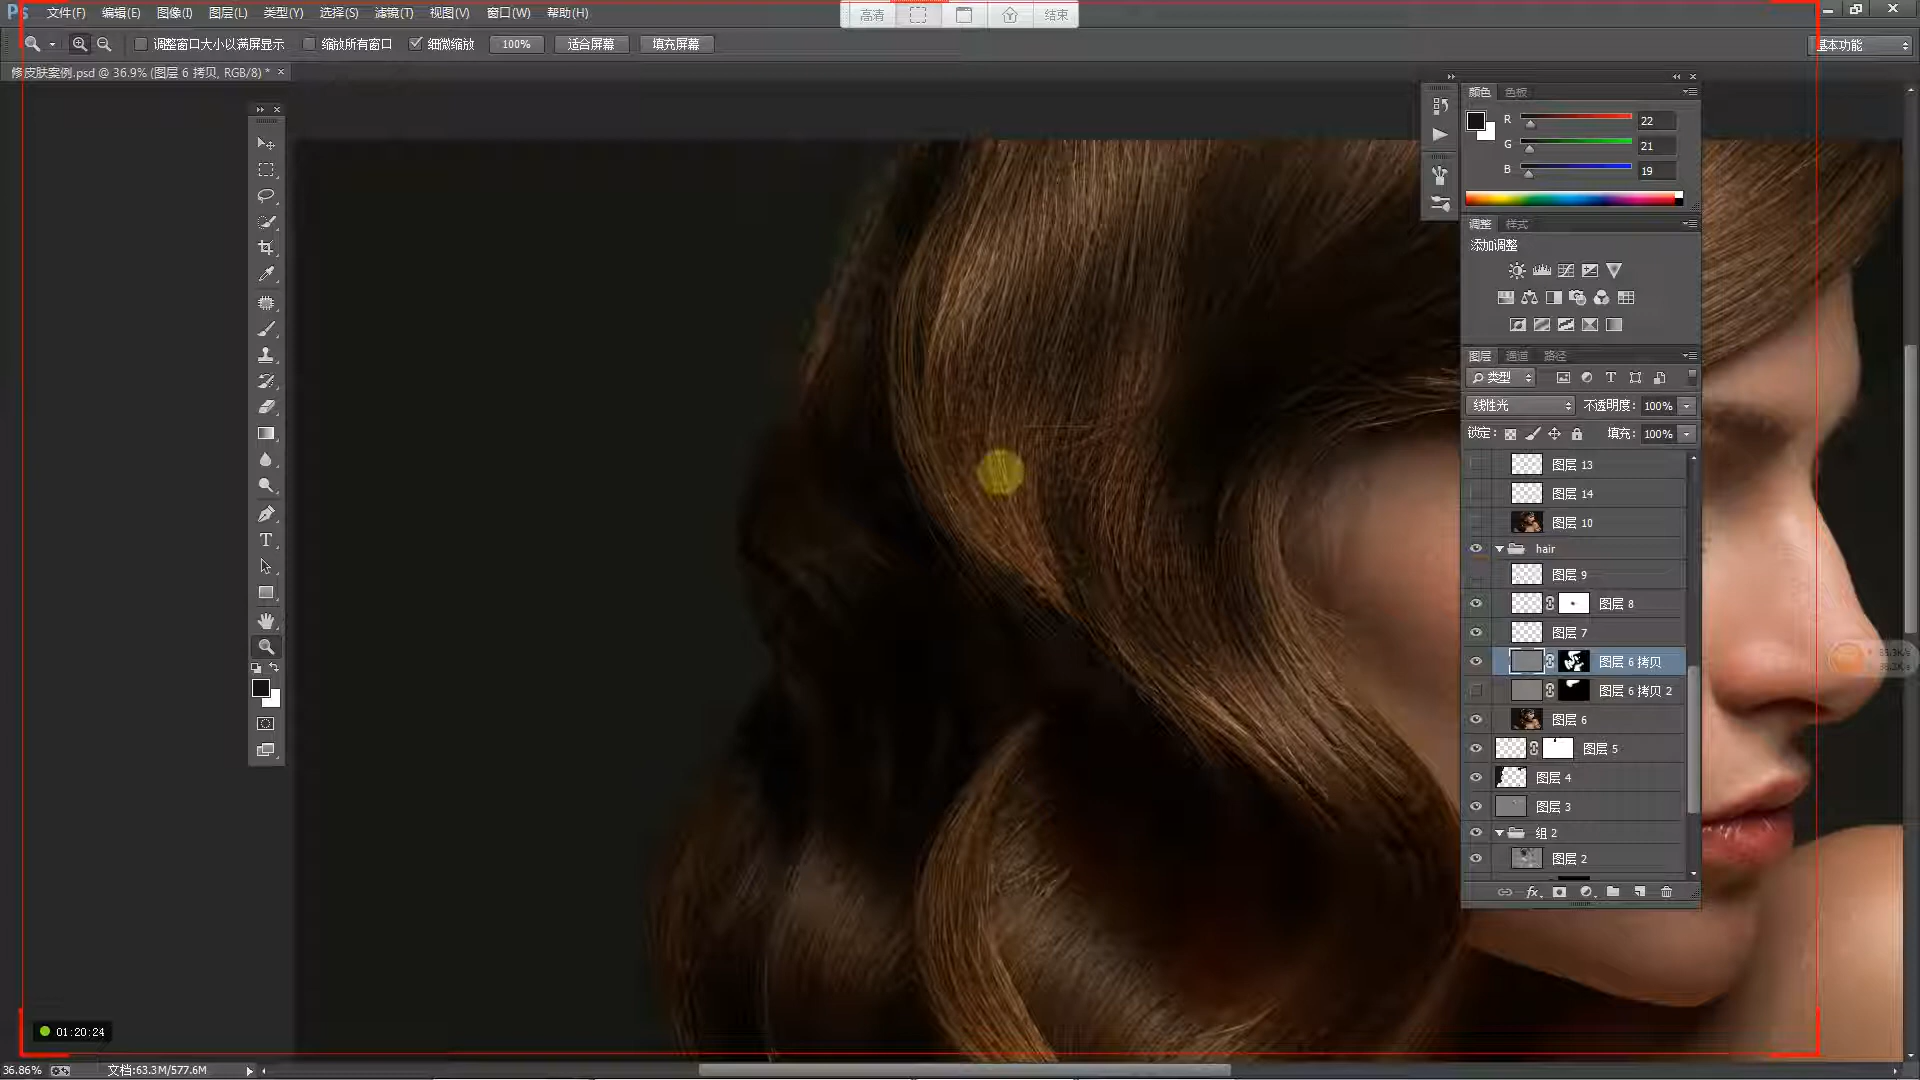 Ps 文件(F) 编辑(E) 图像(I) 图层(L) 类型(Y) 选择(S) 滤镜(T) 视图(V) 窗口(W) 帮助(H)
高清 结束
调整窗口大小以满屏显示 缩放所有窗口 细微缩放 100% 适合屏幕 填充屏幕 基本功能
修皮肤案例.psd @ 36.9% (图层 6 拷贝, RGB/8) * ×
颜色 色板
R 22
G 21
B 19
调整 样式
添加调整
图层 通道 路径
类型
线性光 不透明度: 100%
锁定: 填充: 100%
图层 13
图层 14
图层 10
hair
图层 9
图层 8
图层 7
图层 6 拷贝
图层 6 拷贝 2
图层 6
图层 5
图层 4
图层 3
组 2
图层 2
01:20:24
36.86% 文档:63.3M/577.6M